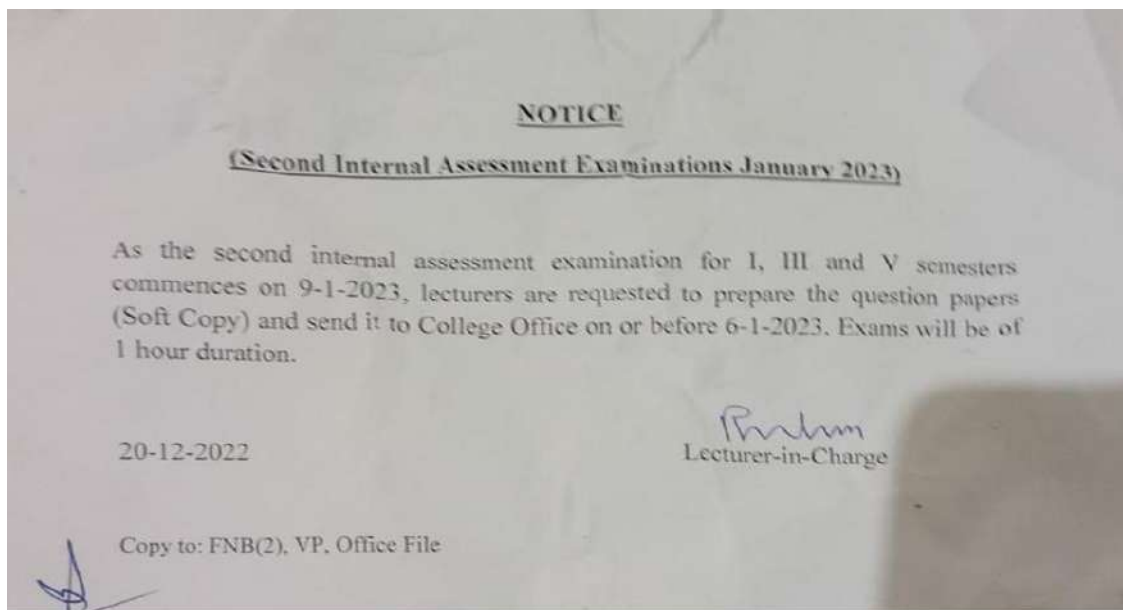 NOTICE
(Second Internal Assessment Examinations January 2023)
As the second internal assessment examination for I, III and V semesters
commences on 9-1-2023, lecturers are requested to prepare the question papers
(Soft Copy) and send it to College Office on or before 6-1-2023. Exams will be of
1 hour duration.
20-12-2022
Lecturer-in-Charge
Copy to: FNB(2), VP, Office File